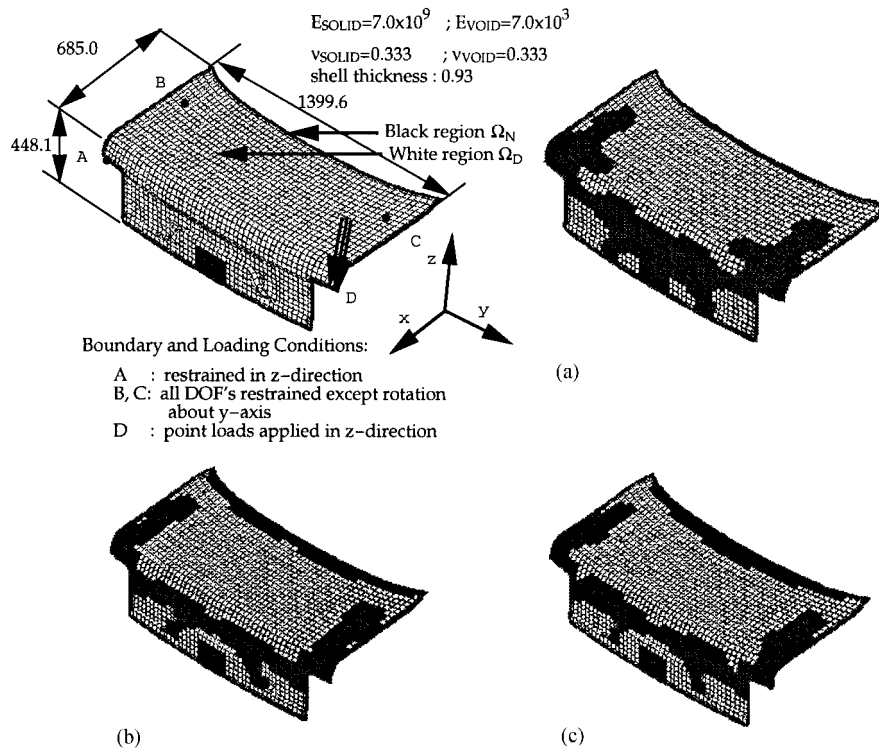 E_SOLID=7.0x10^9 ; E_VOID=7.0x10^3
ν_SOLID=0.333 ; ν_VOID=0.333
shell thickness : 0.93
685.0
B
1399.6
448.1
A
Black region Ω_N
White region Ω_D
C
D
z
x
y
Boundary and Loading Conditions:
A : restrained in z-direction
B, C: all DOF's restrained except rotation
about y-axis
D : point loads applied in z-direction
(a)
(b)
(c)